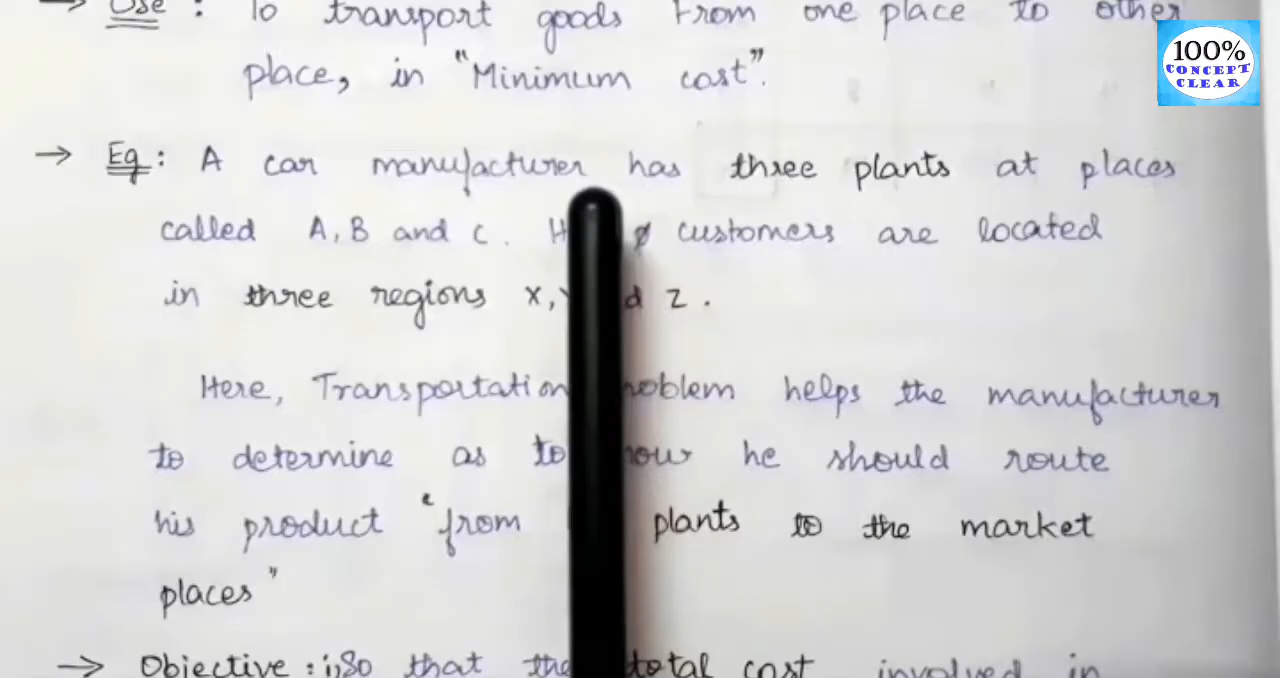 → Use : To transport goods from one place to other
place, in "Minimum cost".
100%
CONCEPT
CLEAR
→ Eg : A car manufacturer has three plants at places
called A, B and C. customers are located
in three regions X, Z.
Here, Transportation helps the manufacturer
to determine as to he should route
his product "from plants to the market
places"
→ Objective : i) So that the total cost involved in